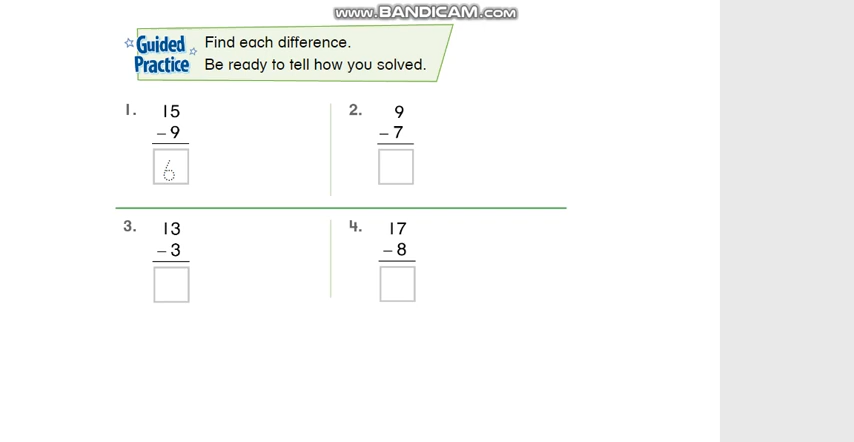 www.BANDICAM.com
Guided Practice
Find each difference.
Be ready to tell how you solved.
1. 15
– 9
6
2. 9
– 7
3. 13
– 3
4. 17
– 8